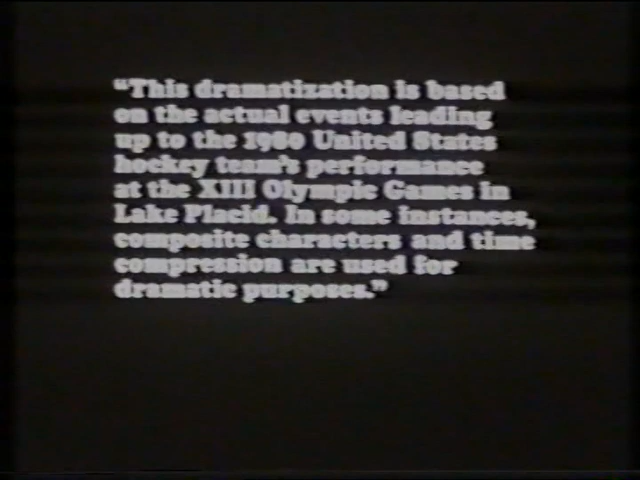 “This dramatization is based
on the actual events leading
up to the 1980 United States
hockey team's performance
at the XIII Olympic Games in
Lake Placid. In some instances,
composite characters and time
compression are used for
dramatic purposes.”